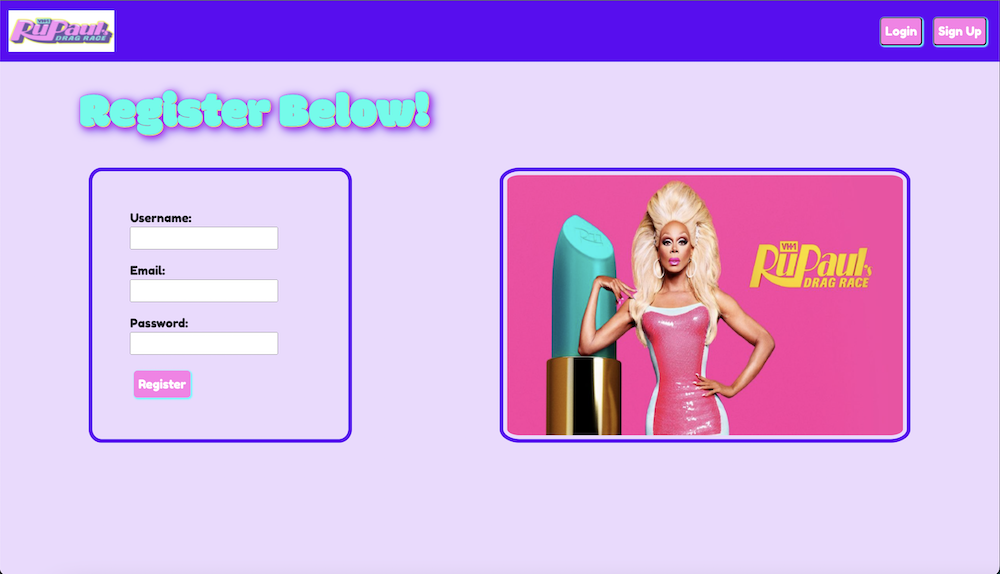 VH1
RuPaul's
DRAG RACE
Login
Sign Up
Register Below!
Username:
Email:
Password:
Register
VH1
RuPaul's
DRAG RACE